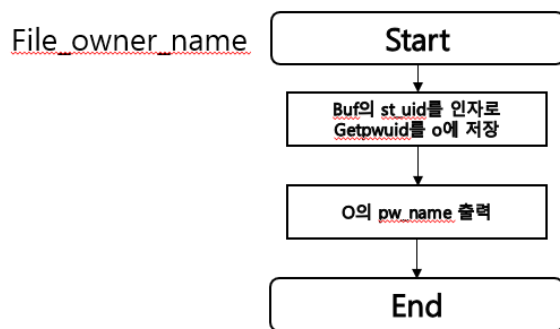 File_owner_name
Start
Buf의 st_uid를 인자로
Getpwuid를 o에 저장
O의 pw_name 출력
End